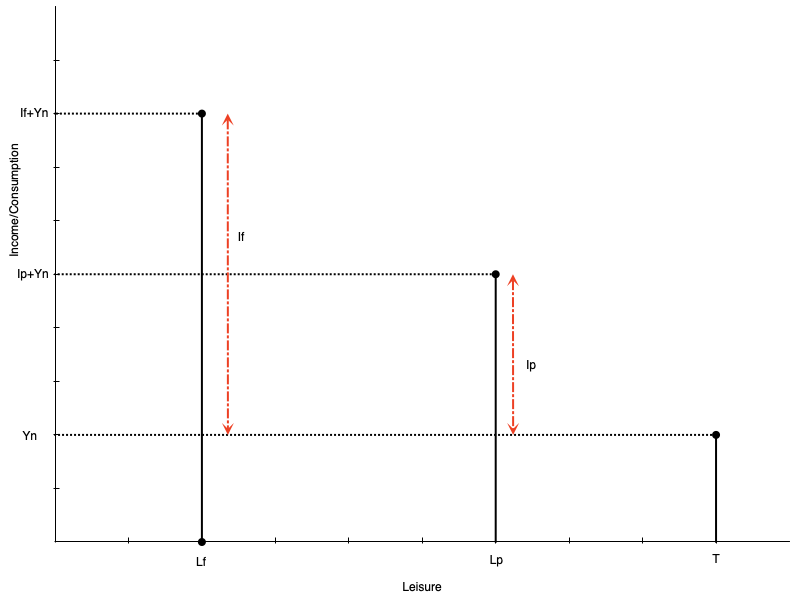 If+Yn
Income/Consumption
If
Ip+Yn
Ip
Yn
Lf
Lp
T
Leisure